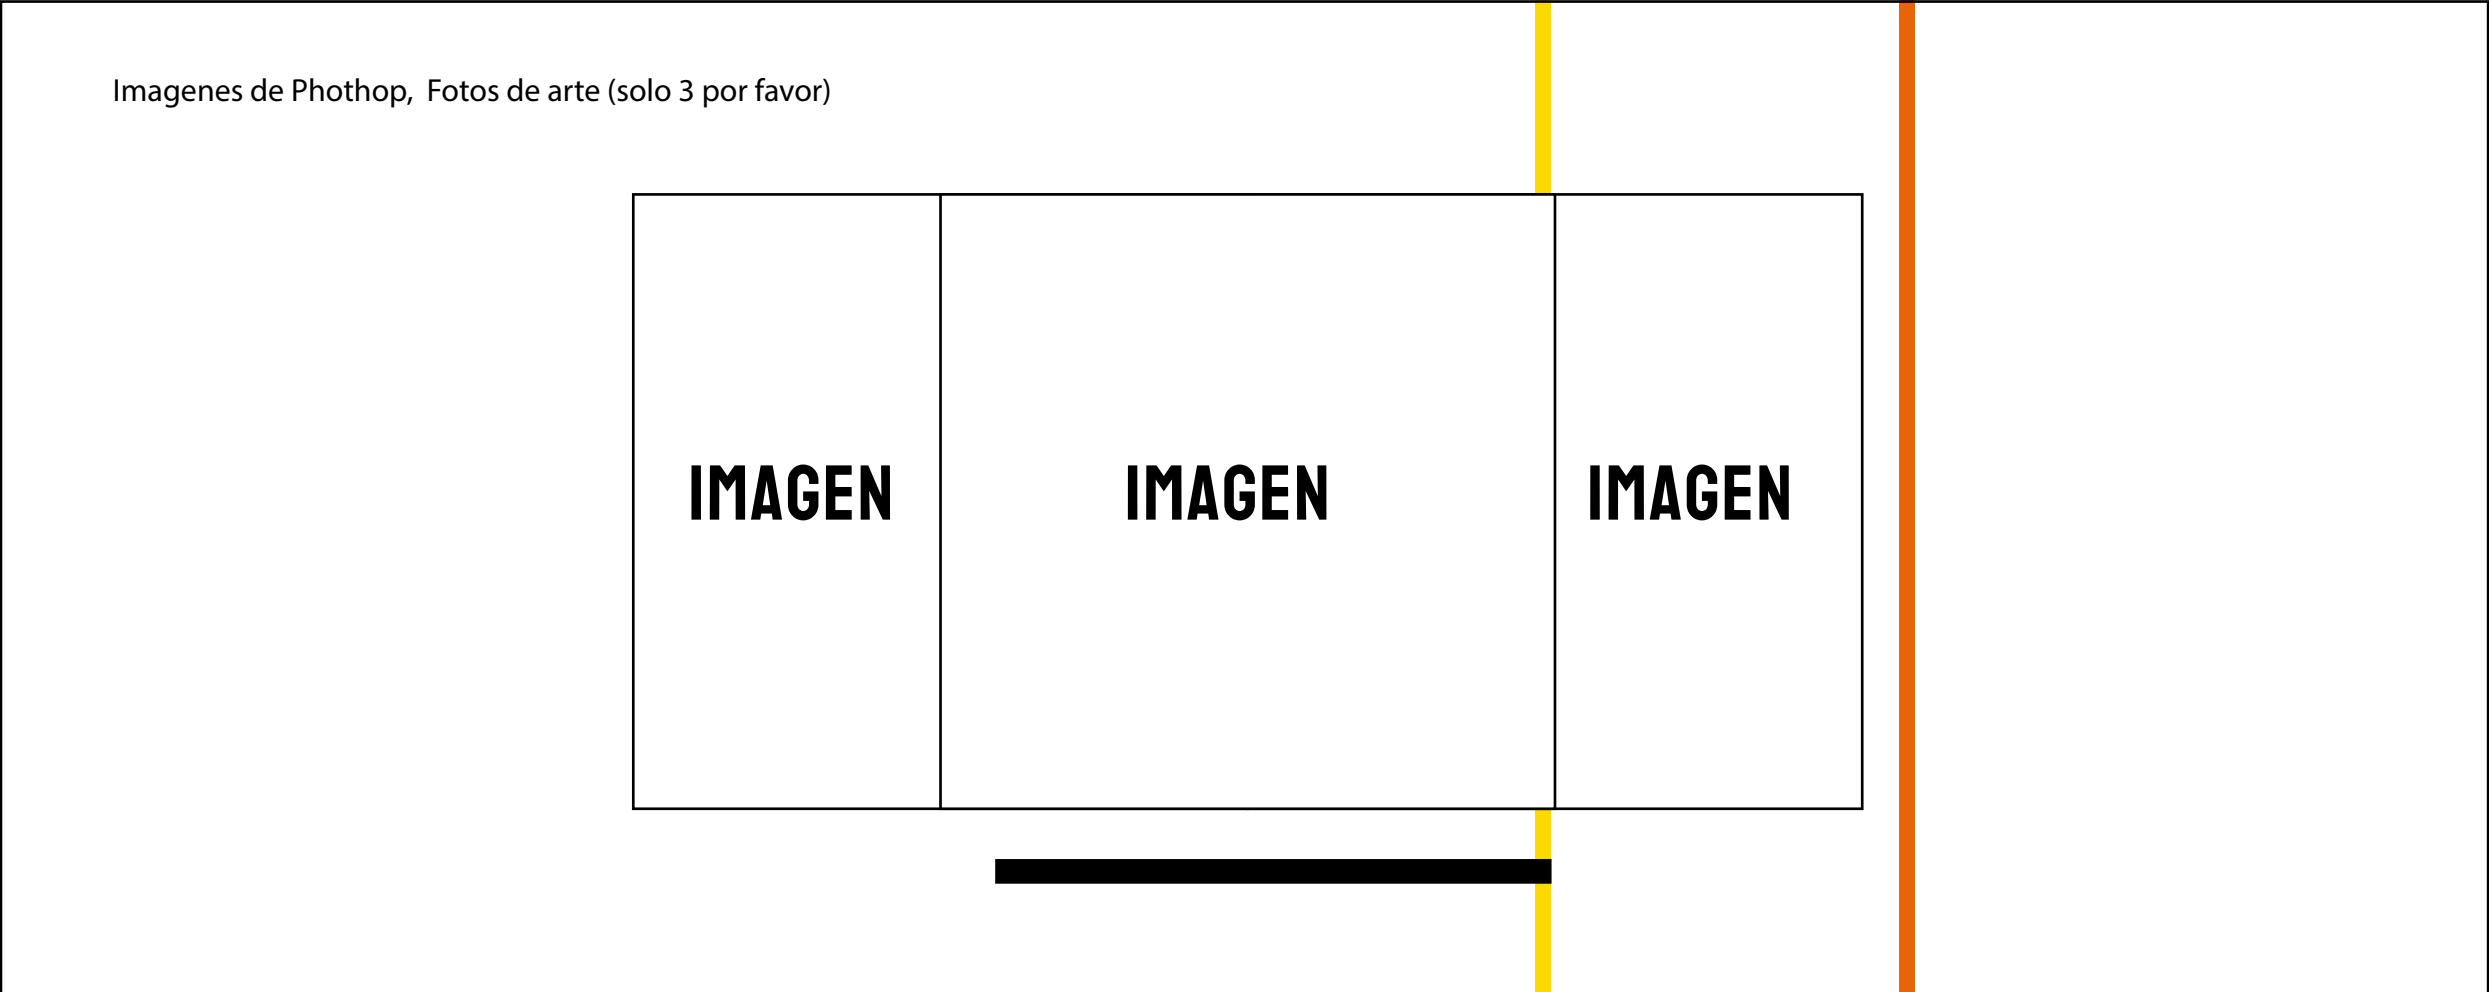 Imagenes de Phothop,  Fotos de arte (solo 3 por favor)
IMAGEN IMAGEN IMAGEN